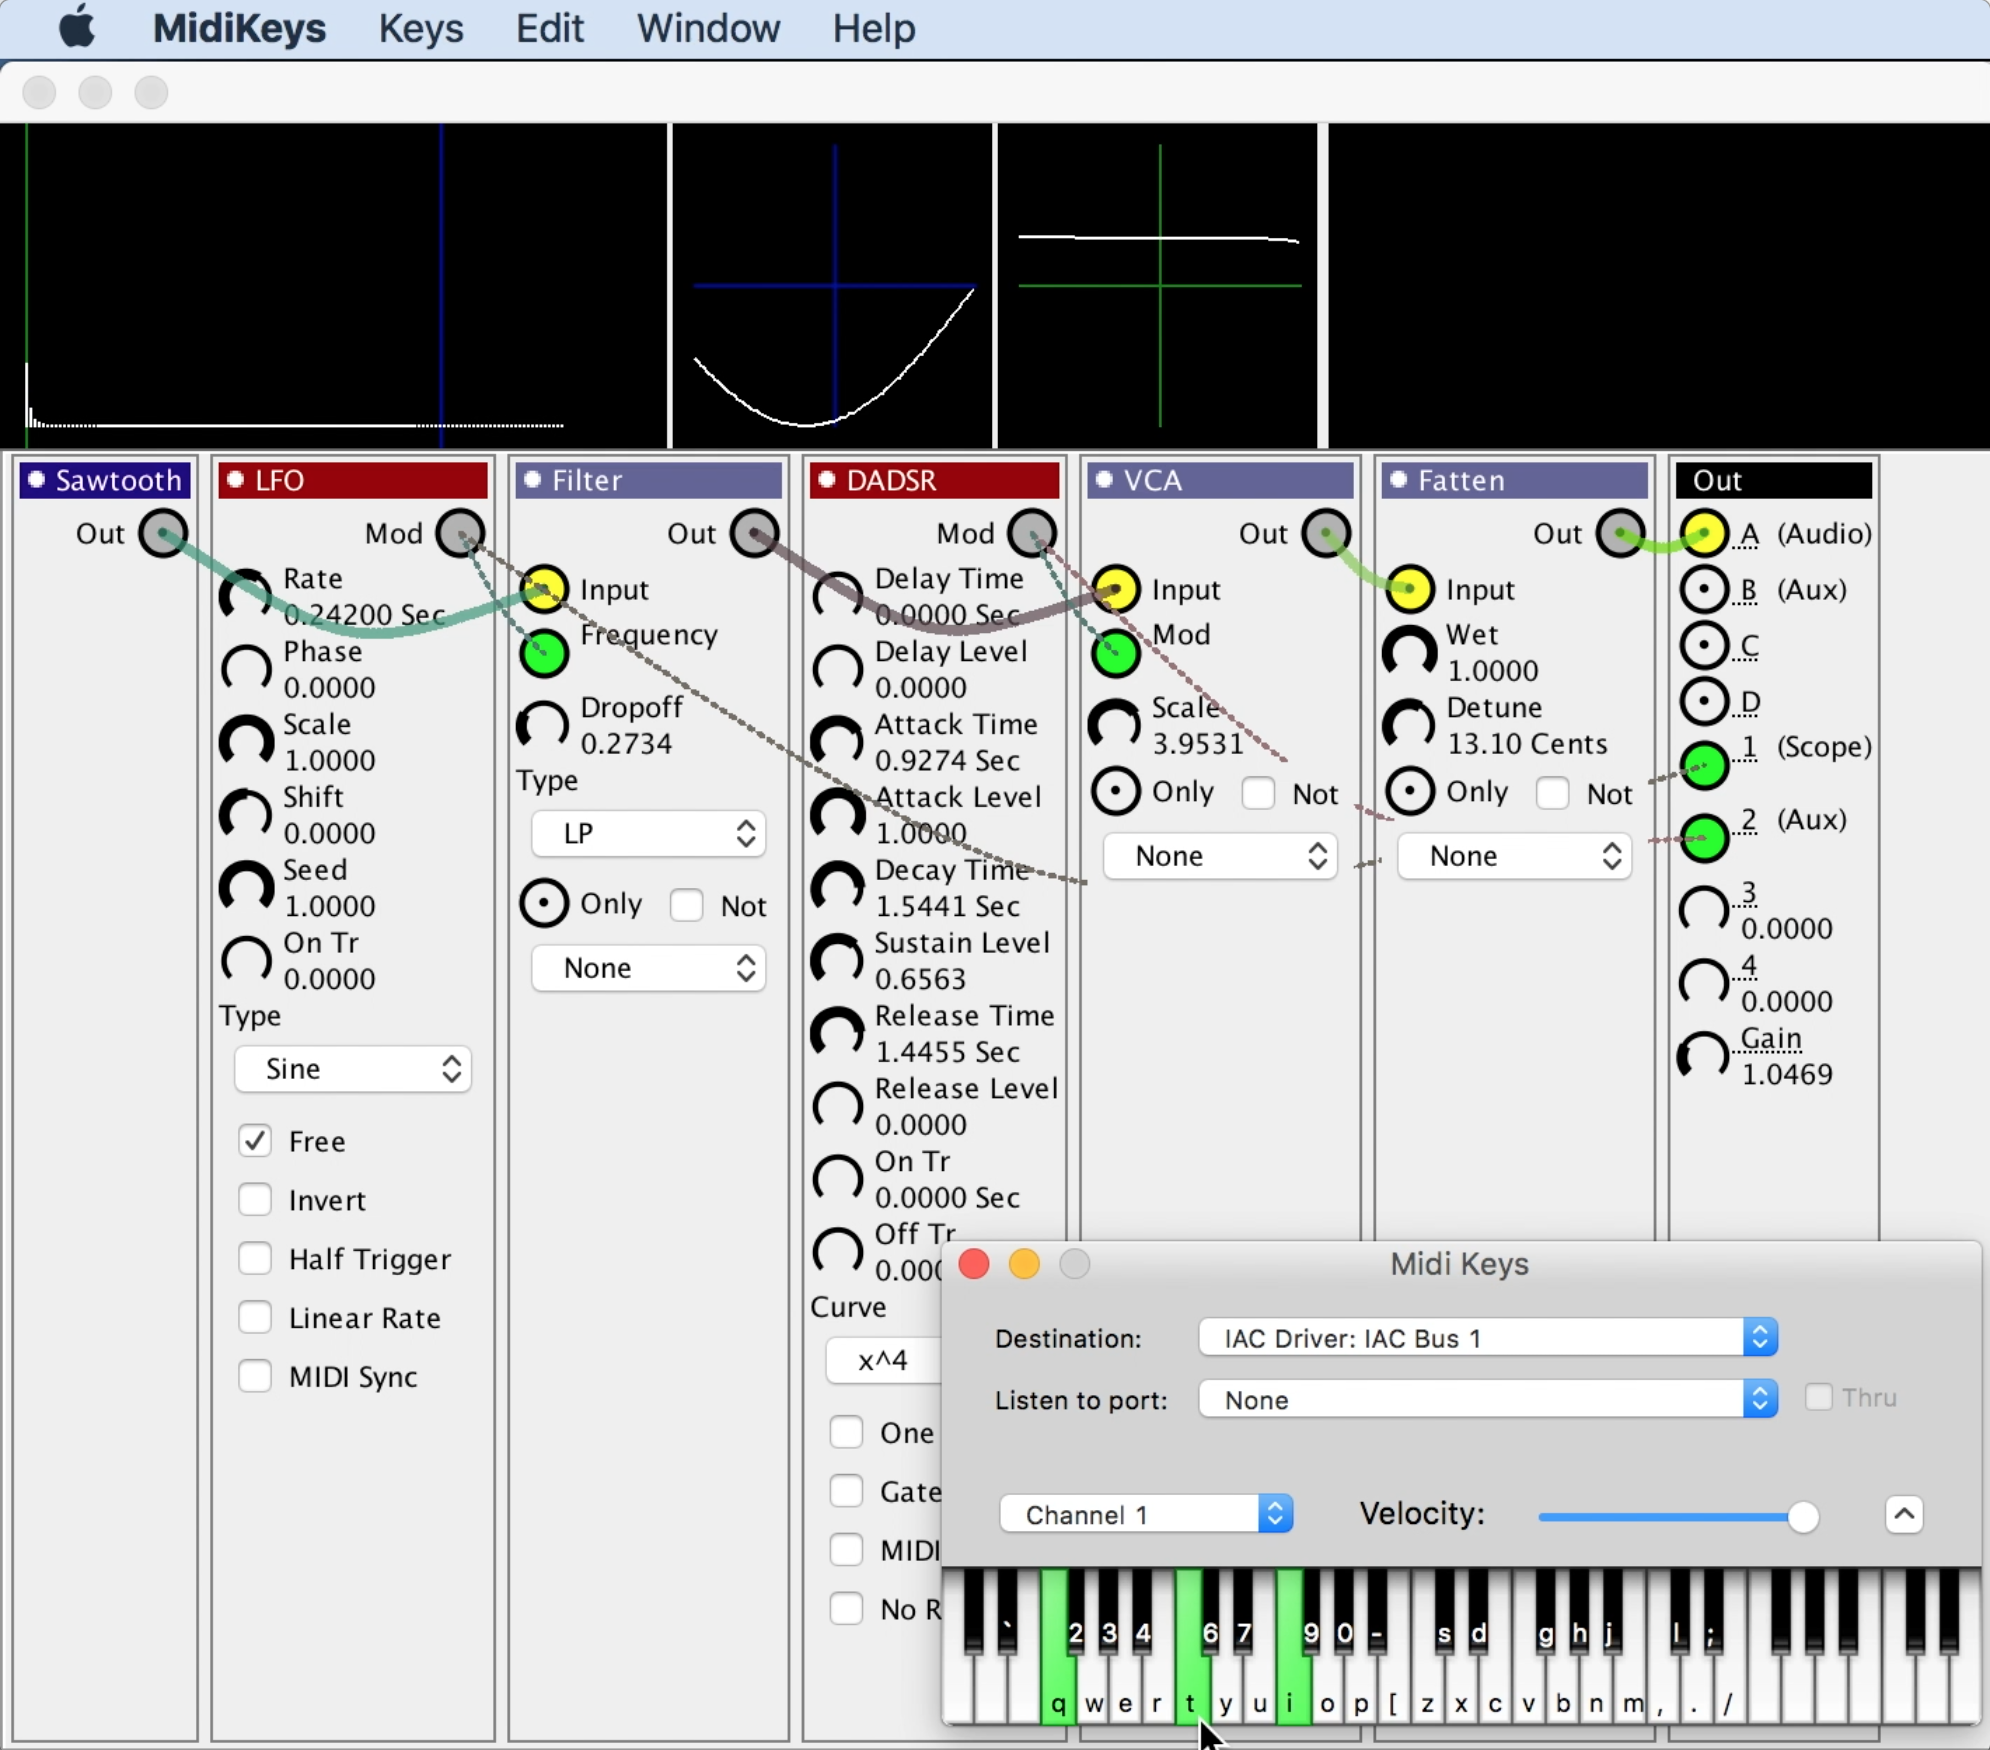 MidiKeys Keys Edit Window Help
Sawtooth
Out
LFO
Mod
Rate
0.24200 Sec
Phase
0.0000
Scale
1.0000
Shift
0.0000
Seed
1.0000
On Tr
0.0000
Type
Sine
Free
Invert
Half Trigger
Linear Rate
MIDI Sync
Filter
Out
Input
Frequency
Dropoff
0.2734
Type
LP
Only Not
None
DADSR
Mod
Delay Time
0.0000 Sec
Delay Level
0.0000
Attack Time
0.9274 Sec
Attack Level
1.0000
Decay Time
1.5441 Sec
Sustain Level
0.6563
Release Time
1.4455 Sec
Release Level
0.0000
On Tr
0.0000 Sec
Off Tr
0.000
Curve
x^4
One
Gate
MIDI
No R
VCA
Out
Input
Mod
Scale
3.9531
Only Not
None
Fatten
Out
Input
Wet
1.0000
Detune
13.10 Cents
Only Not
None
Out
A (Audio)
B (Aux)
C
D
1 (Scope)
2 (Aux)
3
0.0000
4
0.0000
Gain
1.0469
Midi Keys
Destination: IAC Driver: IAC Bus 1
Listen to port: None Thru
Channel 1 Velocity:
` 2 3 4 6 7 9 0 - s d g h j l ;
q w e r t y u i o p [ z x c v b n m , . /